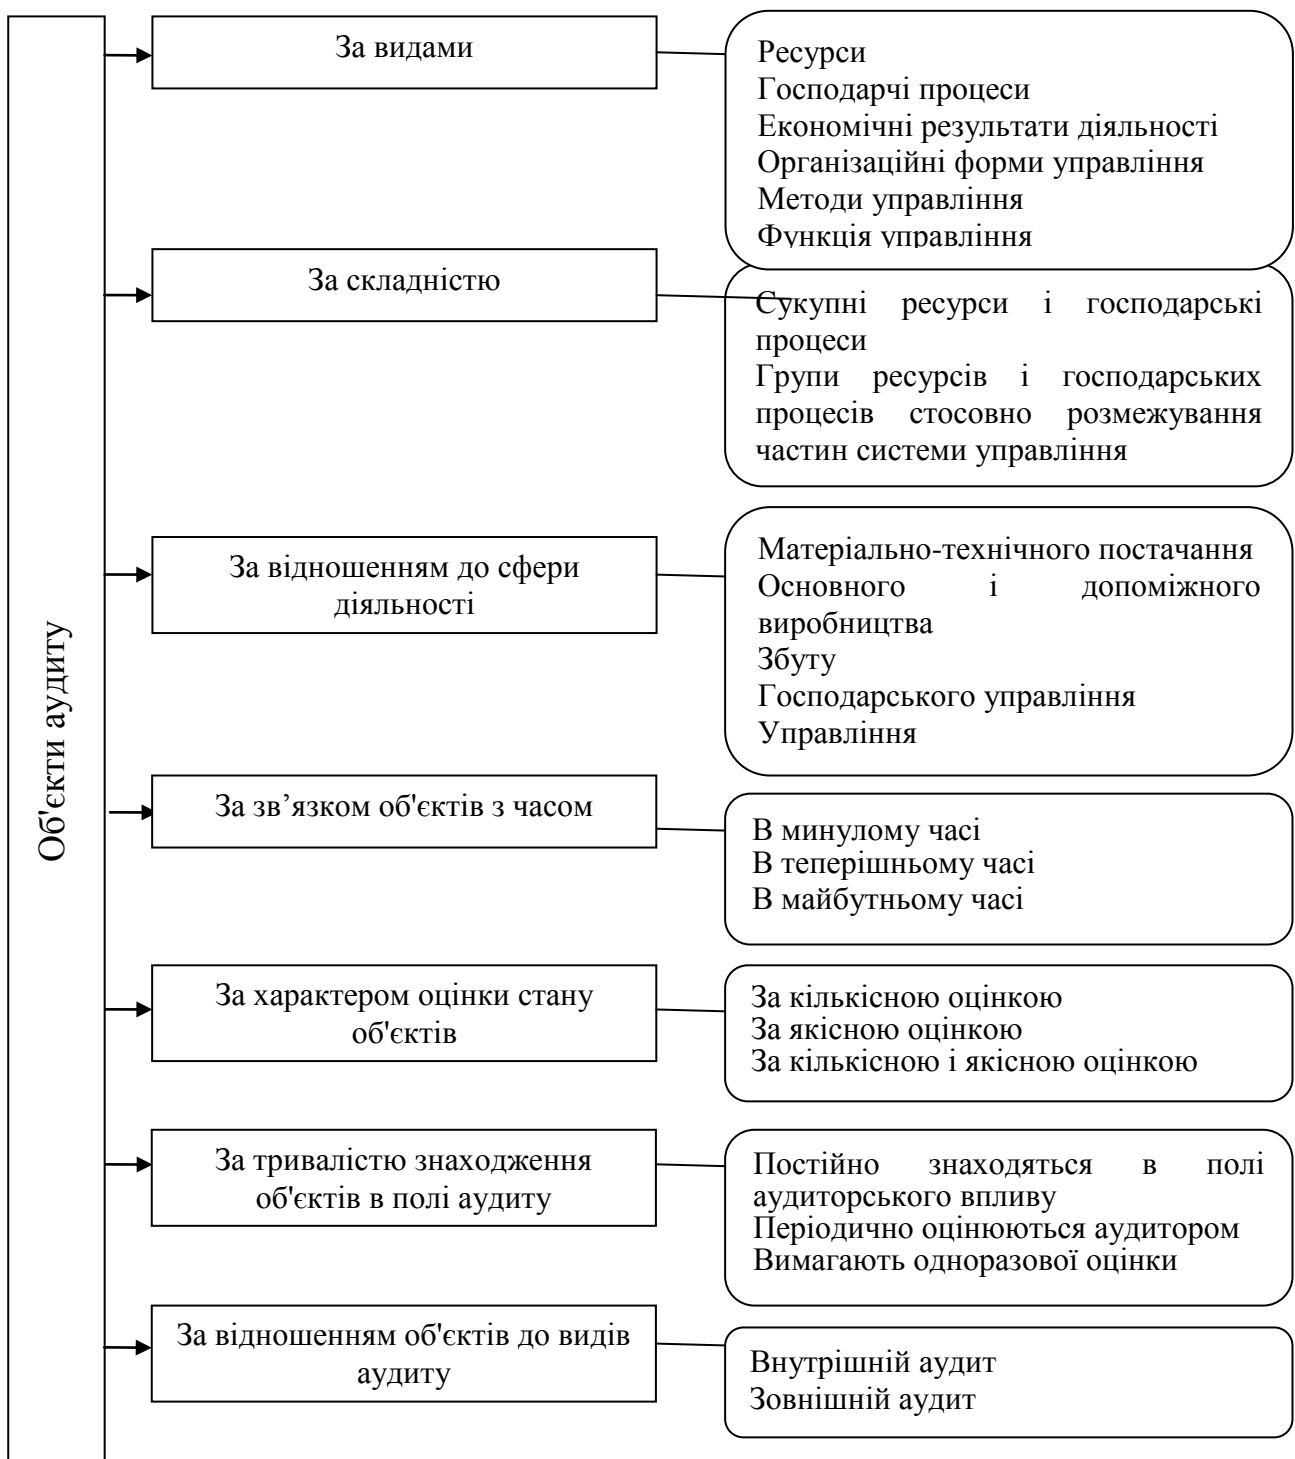 Об'єкти аудиту
За видами
Ресурси
Господарчі процеси
Економічні результати діяльності
Організаційні форми управління
Методи управління
Функція управління
За складністю
Сукупні ресурси і господарські
процеси
Групи ресурсів і господарських
процесів стосовно розмежування
частин системи управління
За відношенням до сфери
діяльності
Матеріально-технічного постачання
Основного і допоміжного
виробництва
Збуту
Господарського управління
Управління
За зв’язком об'єктів з часом
В минулому часі
В теперішньому часі
В майбутньому часі
За характером оцінки стану
об'єктів
За кількісною оцінкою
За якісною оцінкою
За кількісною і якісною оцінкою
За тривалістю знаходження
об'єктів в полі аудиту
Постійно знаходяться в полі
аудиторського впливу
Періодично оцінюються аудитором
Вимагають одноразової оцінки
За відношенням об'єктів до видів
аудиту
Внутрішній аудит
Зовнішній аудит